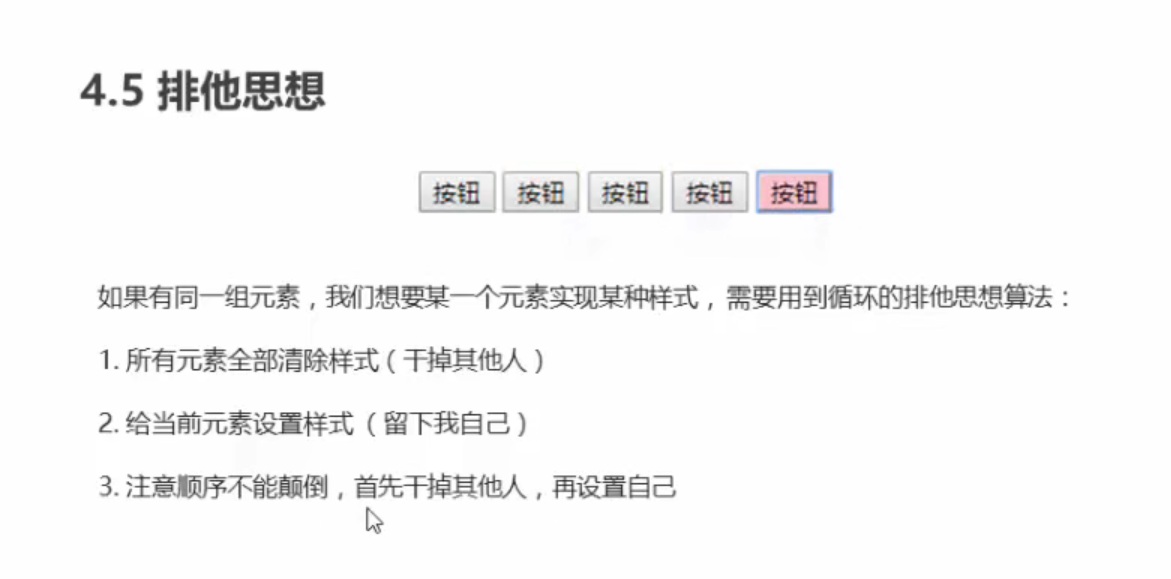 4.5 排他思想
按钮 按钮 按钮 按钮 按钮
如果有同一组元素，我们想要某一个元素实现某种样式，需要用到循环的排他思想算法：
1. 所有元素全部清除样式（干掉其他人）
2. 给当前元素设置样式（留下我自己）
3. 注意顺序不能颠倒，首先干掉其他人，再设置自己